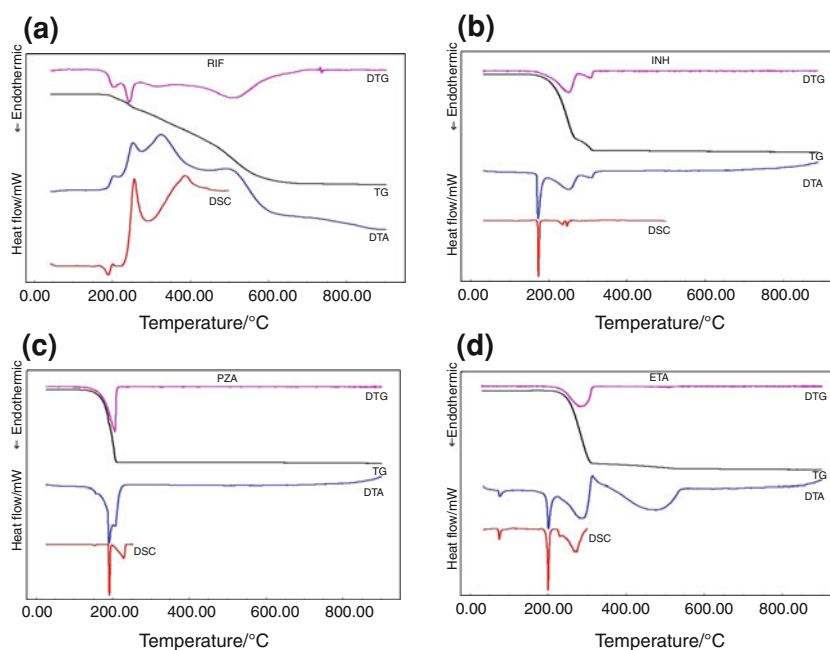 (a)
RIF
DTG
TG
DSC
DTA
Heat flow/mW
← Endothermic
0.00 200.00 400.00 600.00 800.00
Temperature/°C
(b)
INH
DTG
TG
DTA
DSC
Heat flow/mW
← Endothermic
0.00 200.00 400.00 600.00 800.00
Temperature/°C
(c)
PZA
DTG
TG
DTA
DSC
Heat flow/mW
← Endothermic
0.00 200.00 400.00 600.00 800.00
Temperature/°C
(d)
ETA
DTG
TG
DTA
DSC
Heat flow/mW
←Endothermic
0.00 200.00 400.00 600.00 800.00
Temperature/°C